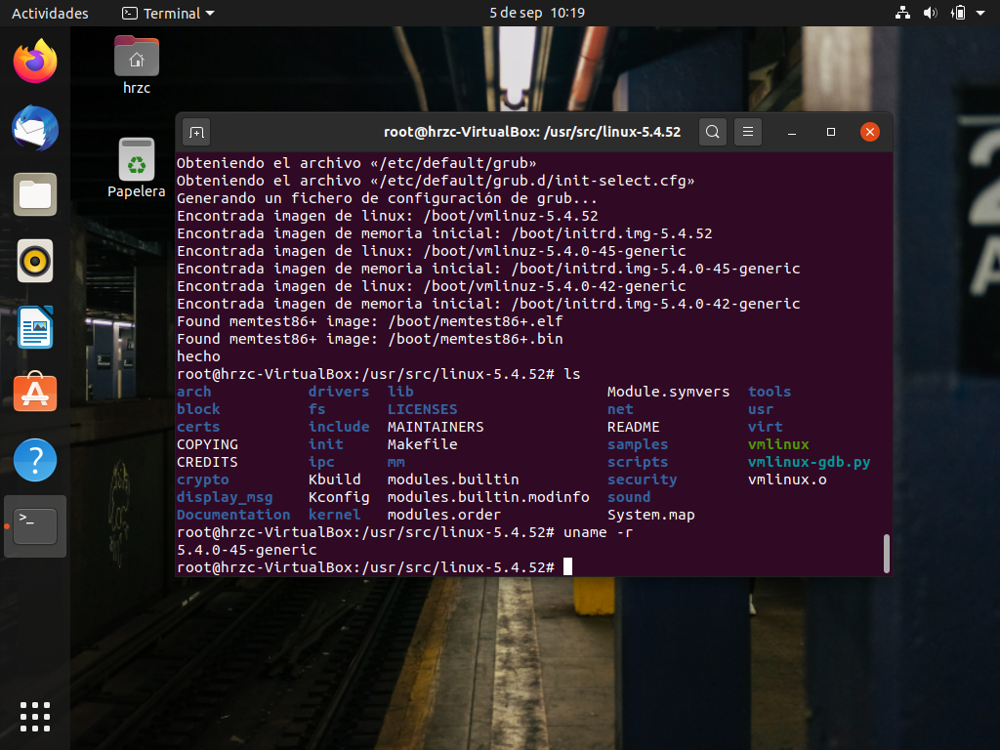 Actividades Terminal 5 de sep 10:19
hrzc
Papelera
root@hrzc-VirtualBox: /usr/src/linux-5.4.52
Obteniendo el archivo «/etc/default/grub»
Obteniendo el archivo «/etc/default/grub.d/init-select.cfg»
Generando un fichero de configuración de grub...
Encontrada imagen de linux: /boot/vmlinuz-5.4.52
Encontrada imagen de memoria inicial: /boot/initrd.img-5.4.52
Encontrada imagen de linux: /boot/vmlinuz-5.4.0-45-generic
Encontrada imagen de memoria inicial: /boot/initrd.img-5.4.0-45-generic
Encontrada imagen de linux: /boot/vmlinuz-5.4.0-42-generic
Encontrada imagen de memoria inicial: /boot/initrd.img-5.4.0-42-generic
Found memtest86+ image: /boot/memtest86+.elf
Found memtest86+ image: /boot/memtest86+.bin
hecho
root@hrzc-VirtualBox:/usr/src/linux-5.4.52# ls
arch drivers lib Module.symvers tools
block fs LICENSES net usr
certs include MAINTAINERS README virt
COPYING init Makefile samples vmlinux
CREDITS ipc mm scripts vmlinux-gdb.py
crypto Kbuild modules.builtin security vmlinux.o
display_msg Kconfig modules.builtin.modinfo sound
Documentation kernel modules.order System.map
root@hrzc-VirtualBox:/usr/src/linux-5.4.52# uname -r
5.4.0-45-generic
root@hrzc-VirtualBox:/usr/src/linux-5.4.52#